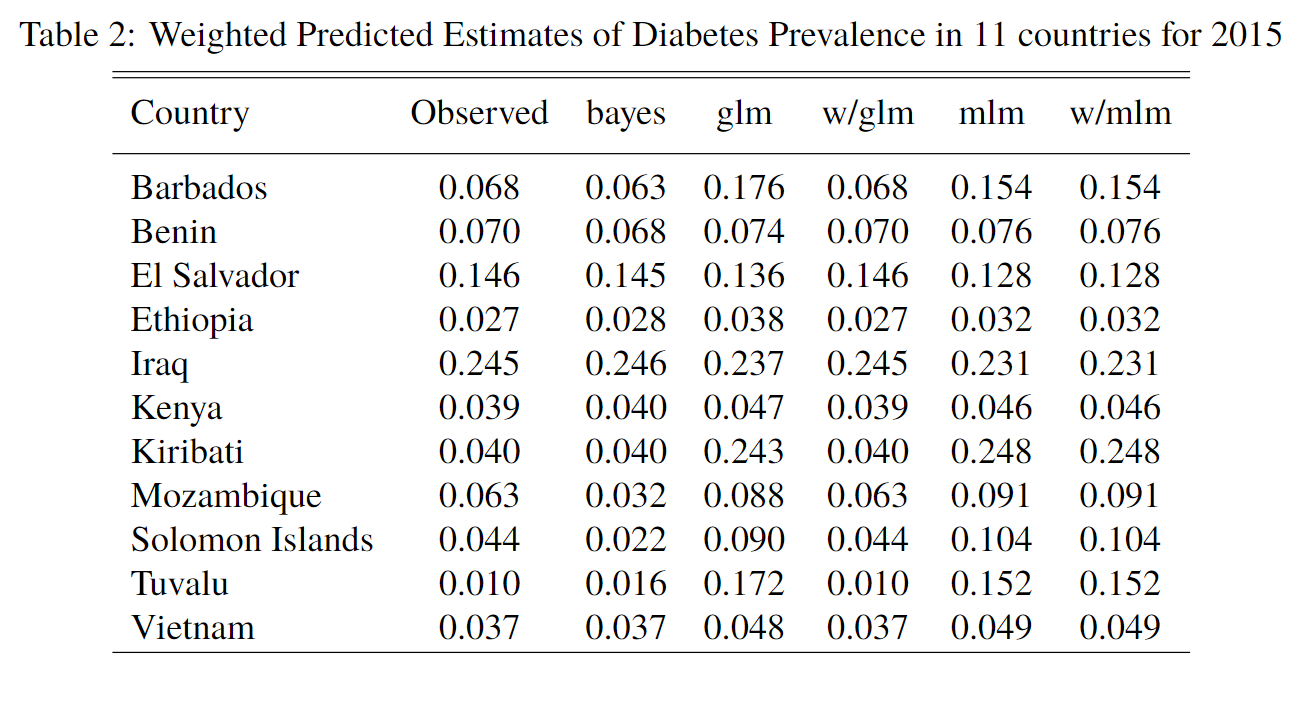 Table 2: Weighted Predicted Estimates of Diabetes Prevalence in 11 countries for 2015
Country Observed bayes glm w/glm mlm w/mlm
Barbados 0.068 0.063 0.176 0.068 0.154 0.154
Benin 0.070 0.068 0.074 0.070 0.076 0.076
El Salvador 0.146 0.145 0.136 0.146 0.128 0.128
Ethiopia 0.027 0.028 0.038 0.027 0.032 0.032
Iraq 0.245 0.246 0.237 0.245 0.231 0.231
Kenya 0.039 0.040 0.047 0.039 0.046 0.046
Kiribati 0.040 0.040 0.243 0.040 0.248 0.248
Mozambique 0.063 0.032 0.088 0.063 0.091 0.091
Solomon Islands 0.044 0.022 0.090 0.044 0.104 0.104
Tuvalu 0.010 0.016 0.172 0.010 0.152 0.152
Vietnam 0.037 0.037 0.048 0.037 0.049 0.049